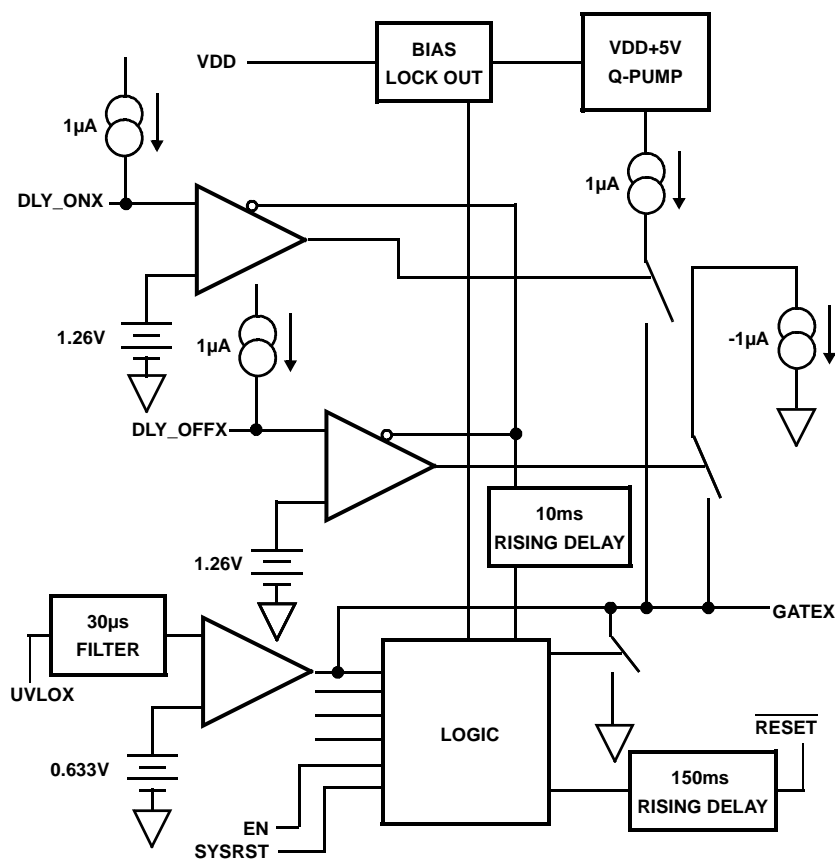 BIAS
LOCK OUT
VDD+5V
Q-PUMP
VDD
1µA
1µA
DLY_ONX
1.26V
1µA
-1µA
DLY_OFFX
10ms
RISING DELAY
1.26V
30µs
FILTER
GATEX
UVLOX
LOGIC
RESET
0.633V
150ms
RISING DELAY
EN
SYSRST